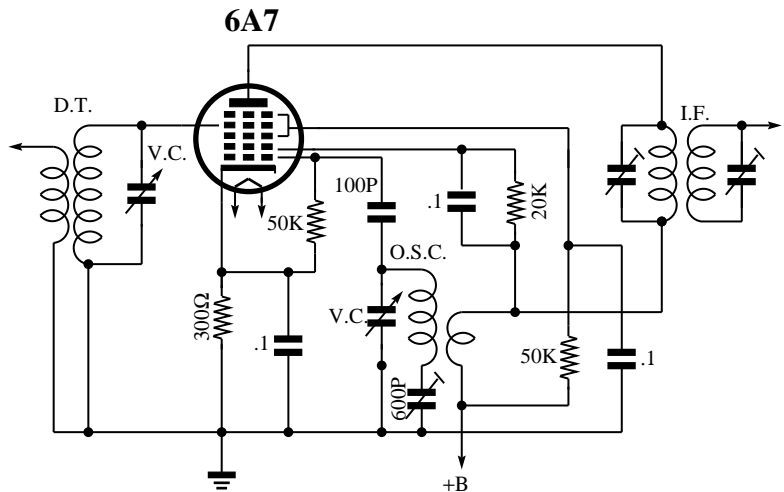 6A7
D.T.
I.F.
V.C.
100P
.1
20K
50K
O.S.C.
300Ω
V.C.
.1
50K
.1
600P
+B